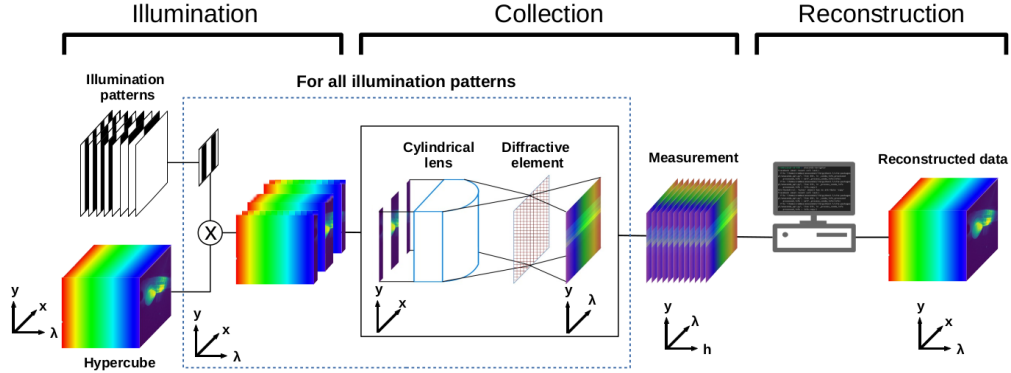 Illumination
Collection
Reconstruction
For all illumination patterns
Illumination
patterns
Cylindrical
lens
Diffractive
element
Measurement
Reconstructed data
X
y
x
λ
Hypercube
y
x
λ
y
x
y
λ
y
λ
h
y
x
λ